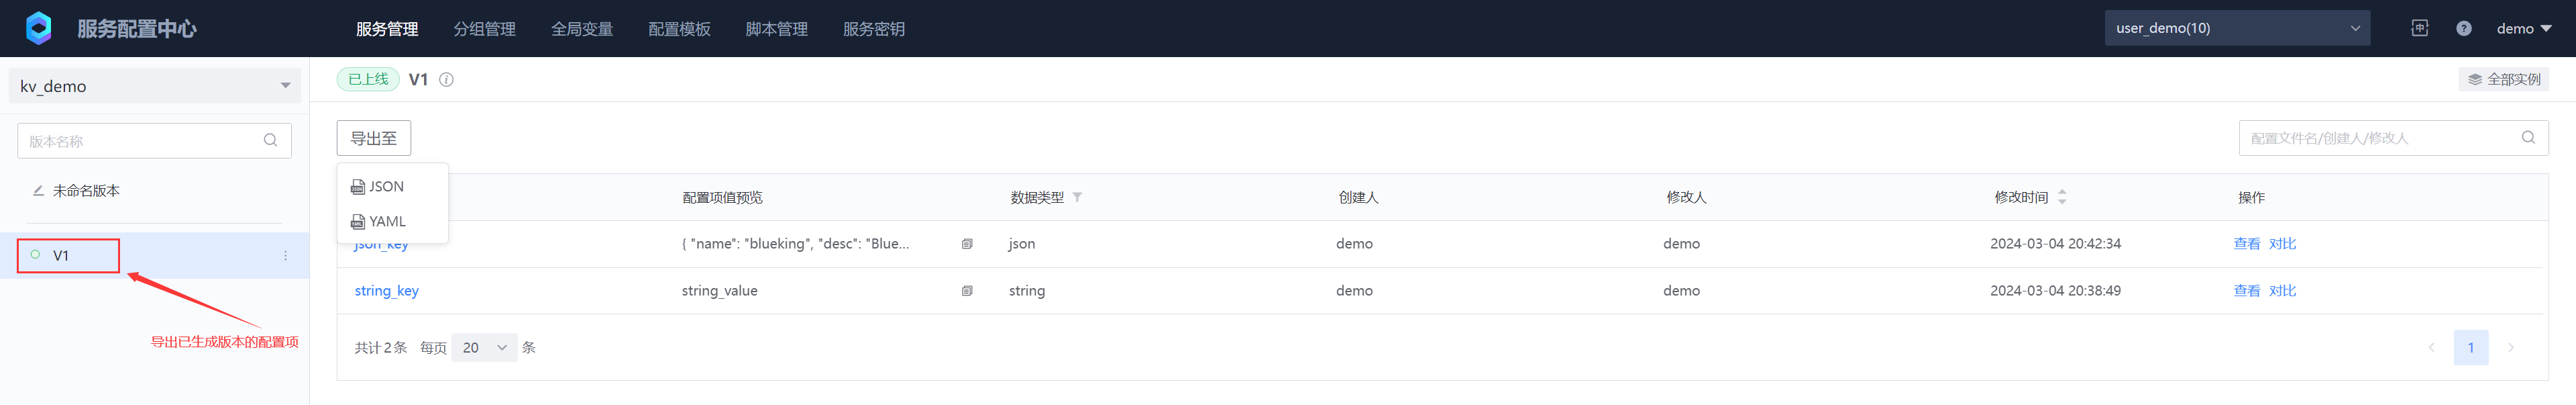 服务配置中心 服务管理 分组管理 全局变量 配置模板 脚本管理 服务密钥 user_demo(10) 中 ? demo
kv_demo 已上线 V1 i 全部实例
版本名称 导出至 配置文件名/创建人/修改人
未命名版本 JSON 配置项值预览 数据类型 创建人 修改人 修改时间 操作
YAML
json_key { "name": "blueking", "desc": "Blue... json demo demo 2024-03-04 20:42:34 查看 对比
V1
string_key string_value string demo demo 2024-03-04 20:38:49 查看 对比
导出已生成版本的配置项
共计 2 条 每页 20 条 1